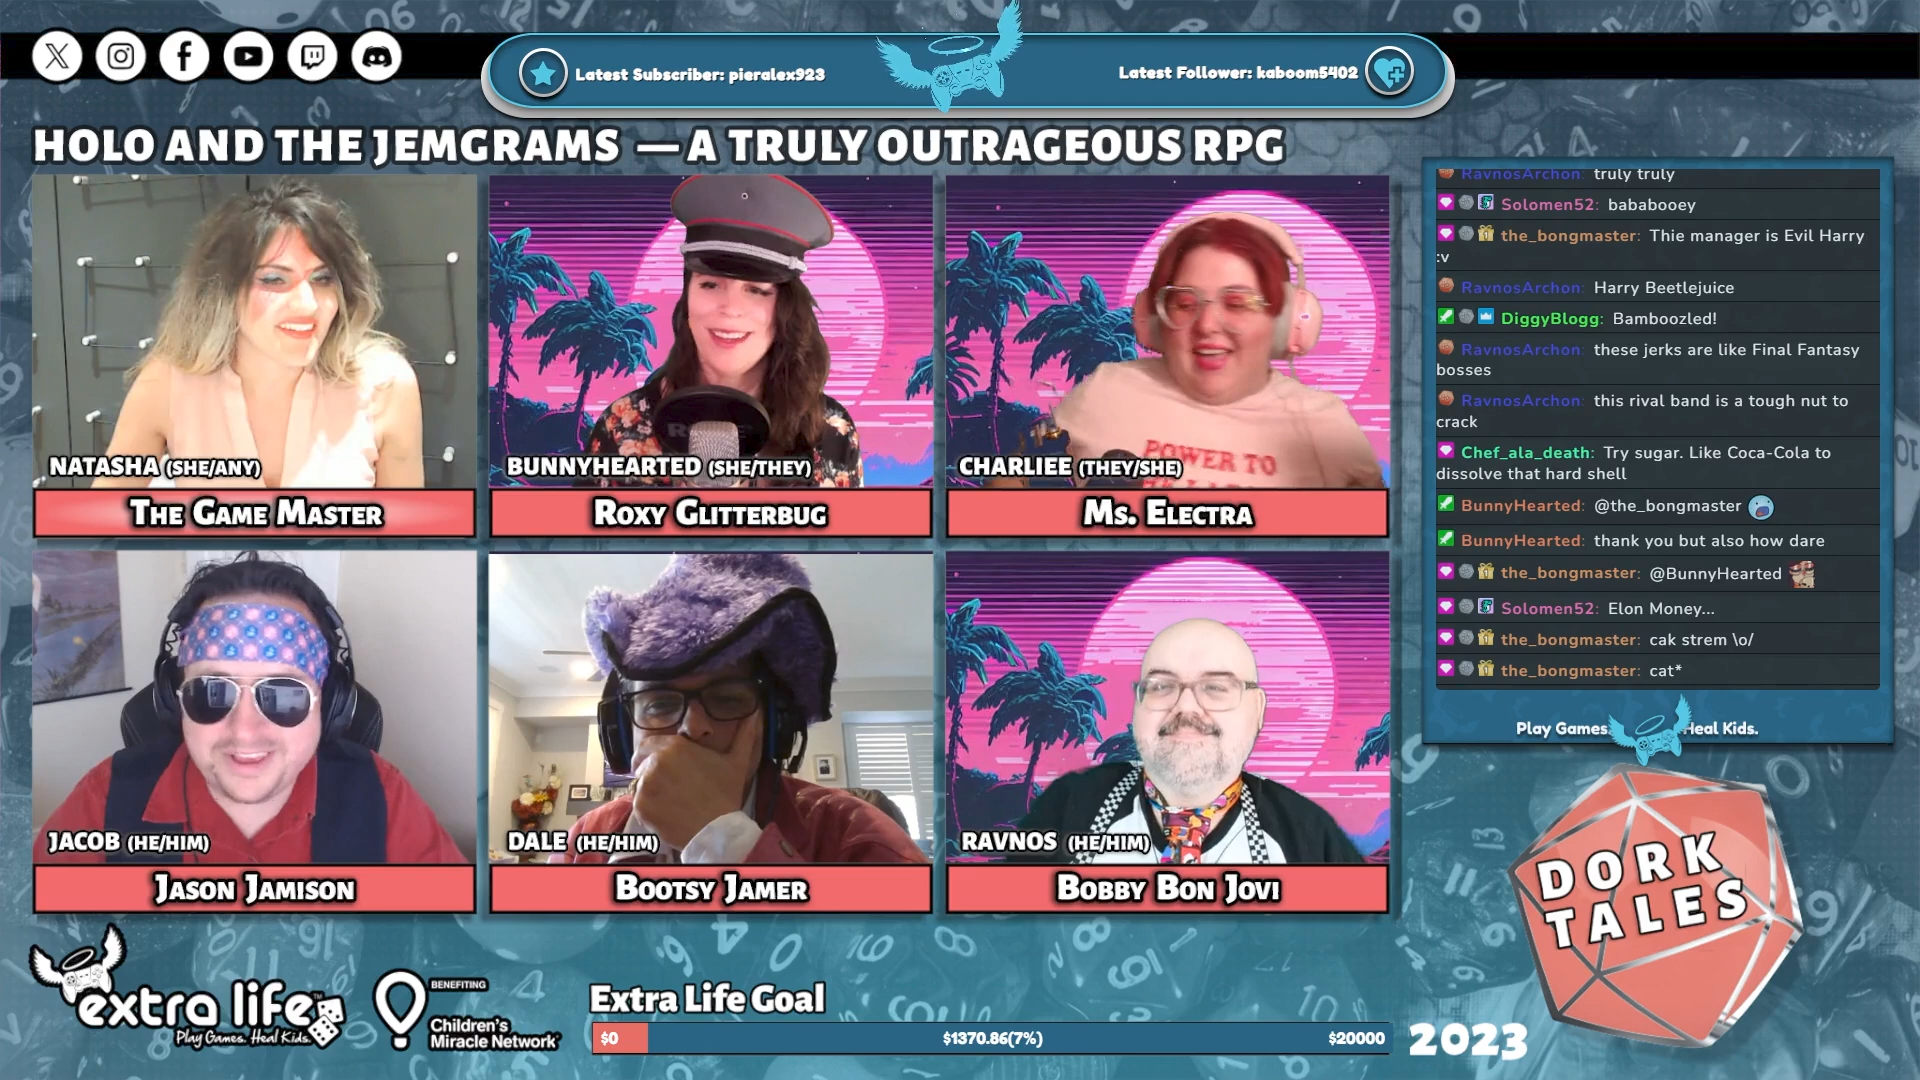 Latest Subscriber: pieralex923
Latest Follower: kaboom5402
HOLO AND THE JEMGRAMS — A TRULY OUTRAGEOUS RPG
NATASHA (SHE/ANY)
THE GAME MASTER
BUNNYHEARTED (SHE/THEY)
ROXY GLITTERBUG
POWER TO
CHARLIEE (THEY/SHE)
MS. ELECTRA
JACOB (HE/HIM)
JASON JAMISON
DALE (HE/HIM)
BOOTSY JAMER
RAVNOS (HE/HIM)
BOBBY BON JOVI
RavnosArchon: truly truly
Solomen52: bababooey
the_bongmaster: Thie manager is Evil Harry
:v
RavnosArchon: Harry Beetlejuice
DiggyBlogg: Bamboozled!
RavnosArchon: these jerks are like Final Fantasy
bosses
RavnosArchon: this rival band is a tough nut to
crack
Chef_ala_death: Try sugar. Like Coca-Cola to
dissolve that hard shell
BunnyHearted: @the_bongmaster
BunnyHearted: thank you but also how dare
the_bongmaster: @BunnyHearted
Solomen52: Elon Money...
the_bongmaster: cak strem \o/
the_bongmaster: cat*
Play Games. Heal Kids.
DORK
TALES
extra life
Play Games. Heal Kids.
BENEFITING
Children's
Miracle Network
Extra Life Goal
$0 $1370.86(7%) $20000
2023